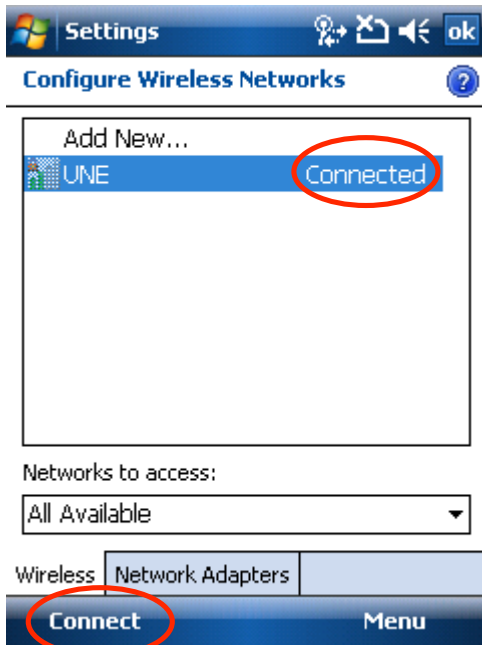 Settings ok
Configure Wireless Networks ?
Add New...
UNE Connected
Networks to access:
All Available
Wireless Network Adapters
Connect Menu